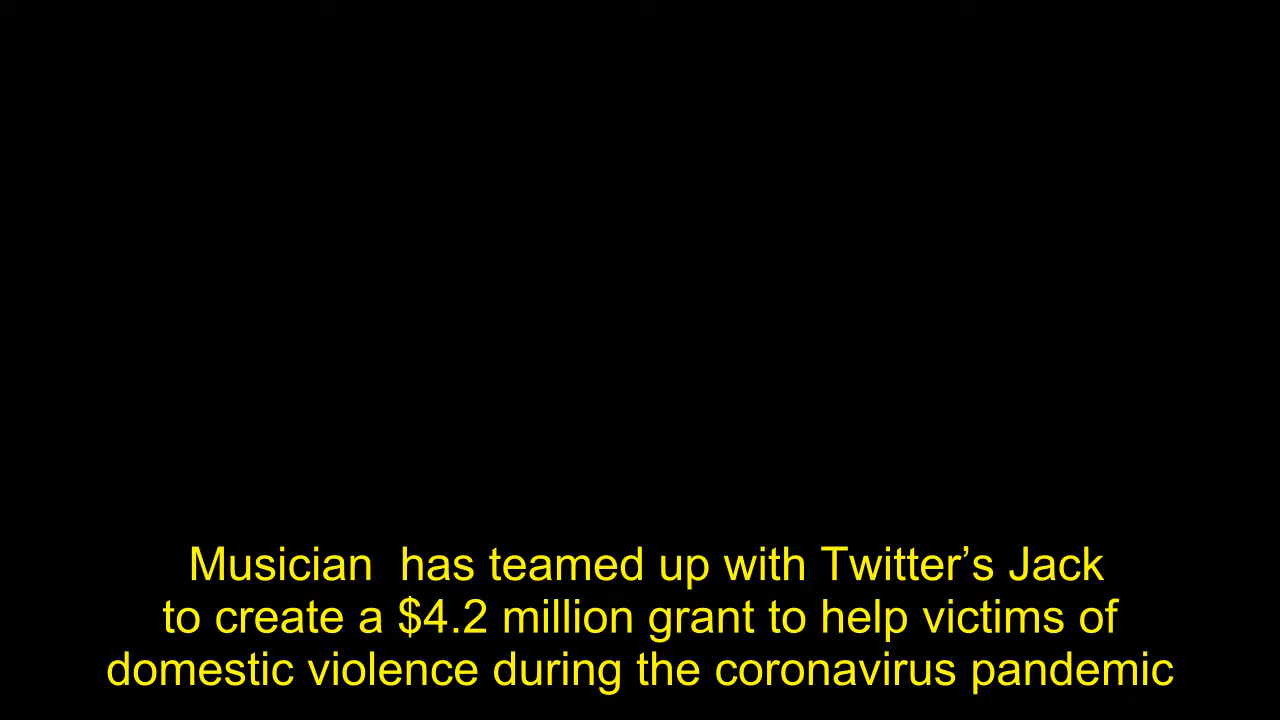 Musician  has teamed up with Twitter’s Jack
to create a $4.2 million grant to help victims of
domestic violence during the coronavirus pandemic